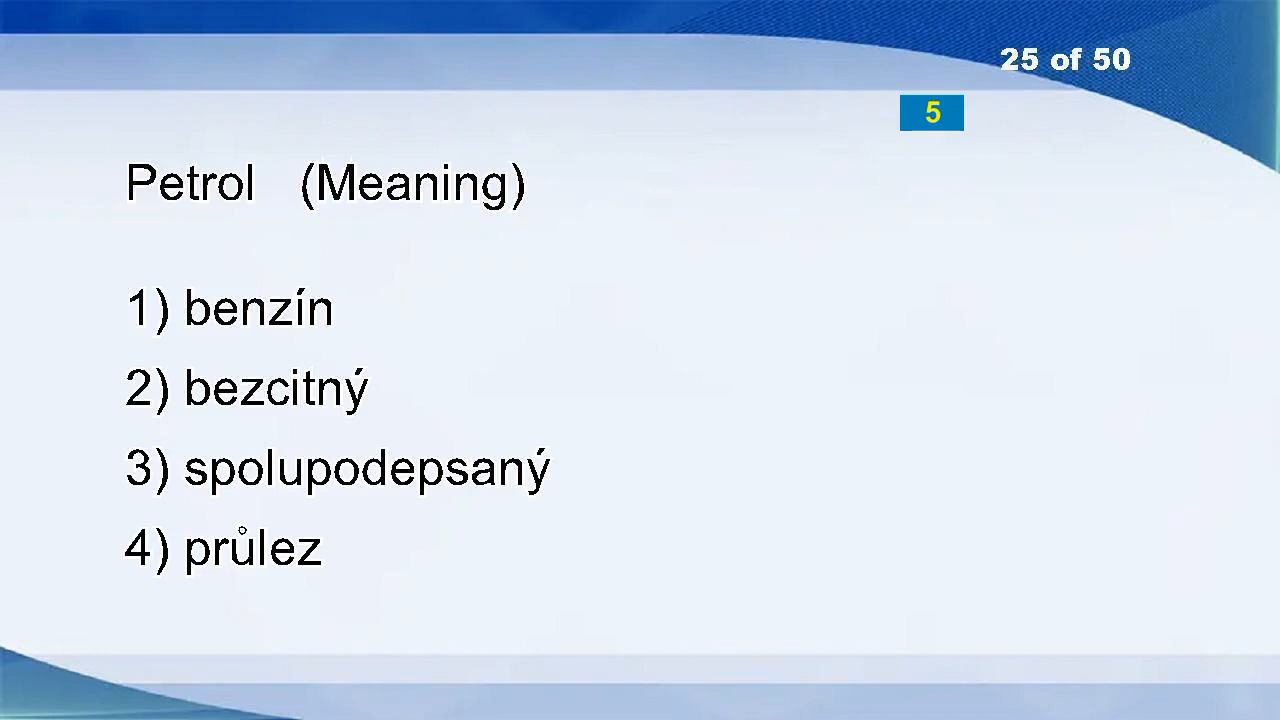 25 of 50
5
Petrol (Meaning)
1) benzín
2) bezcitný
3) spolupodepsaný
4) průlez